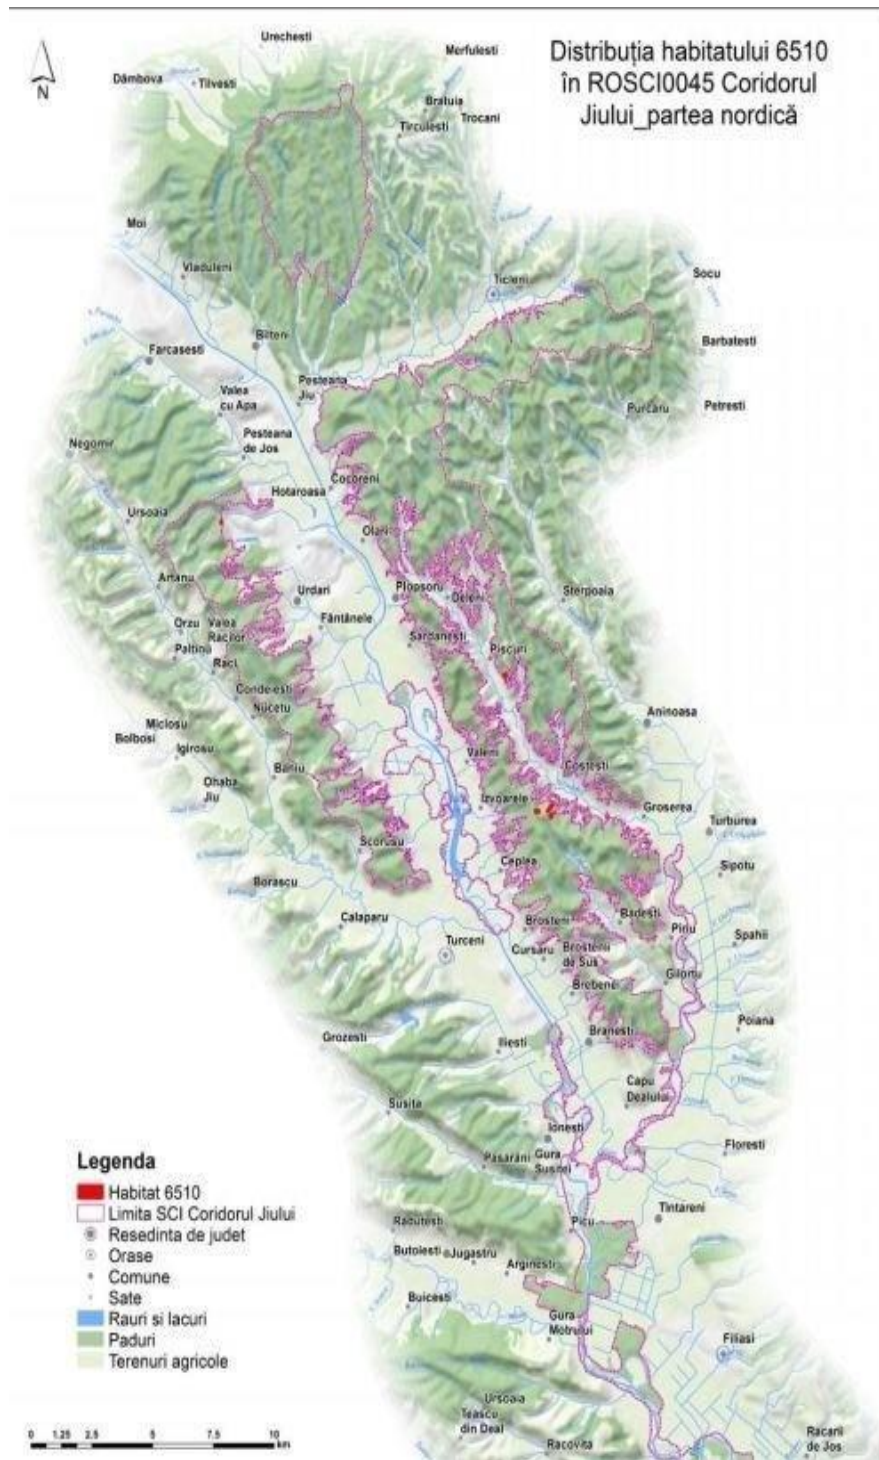 Distribuția habitatului 6510
în ROSCI0045 Coridorul
Jiului_partea nordică
N
Urechesti
Merfulesti
Dâmbova
Tilvesti
Bratuia
Tirculesti
Trocani
Moi
Vladuleni
Ticleni
Socu
Bilteni
Farcasesti
Barbatesti
Pesteana
Jiu
Valea
cu Apa
Purcaru
Petresti
Pesteana
de Jos
Negomir
Cocoreni
Hotaroasa
Ursoaia
Olari
Artanu
Urdari
Plopsoru
Deleni
Sterpoaia
Fântânele
Orzu
Valea
Racilor
Sardanesti
Paltinu
Raci
Piscuri
Condeiesti
Nucetu
Aninoasa
Miclosu
Bolbosi
Igirosu
Valeni
Costesti
Ohaba
Jiu
Baniu
Izvoarele
Groserea
Turburea
Scorusu
Ceplea
Sipotu
Borascu
Calaparu
Brosteni
Badesti
Piriu
Spahii
Turceni
Cursaru
Brostenii
de Sus
Gilortu
Brebenei
Poiana
Grozesti
Iliesti
Branesti
Capu
Dealului
Susita
Ionesti
Floresti
Pasarani
Gura
Susitei
Tintareni
Picu
Radutesti
Butoiesti
Jugastru
Arginesti
Buicesti
Gura
Motrului
Filiasi
Ursoaia
Teascu
din Deal
Racovita
Racarii
de Jos
Legenda
Habitat 6510
Limita SCI Coridorul Jiului
Resedinta de judet
Orase
Comune
Sate
Rauri si lacuri
Paduri
Terenuri agricole
0 1.25 2.5 5 7.5 10
km